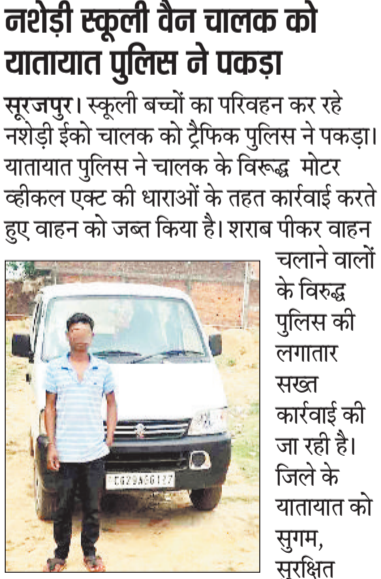 नशेड़ी स्कूली वैन चालक को
यातायात पुलिस ने पकड़ा
सूरजपुर। स्कूली बच्चों का परिवहन कर रहे
नशेड़ी ईको चालक को ट्रैफिक पुलिस ने पकड़ा।
यातायात पुलिस ने चालक के विरूद्ध मोटर
व्हीकल एक्ट की धाराओं के तहत कार्रवाई करते
हुए वाहन को जब्त किया है। शराब पीकर वाहन
चलाने वालों
के विरुद्ध
पुलिस की
लगातार
सख्त
कार्रवाई की
जा रही है।
जिले के
यातायात को
सुगम,
सुरक्षित